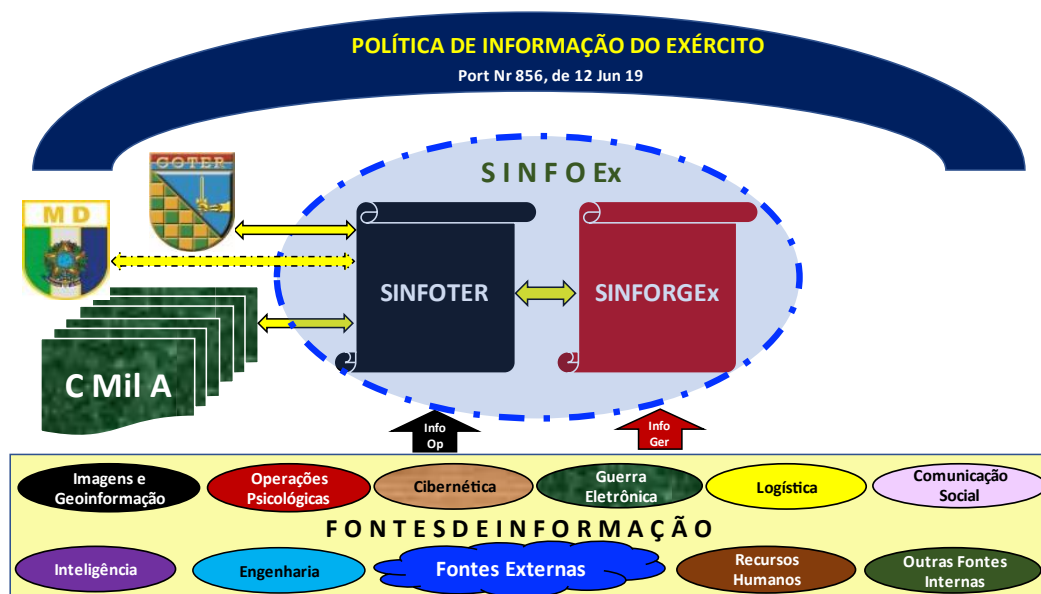 POLÍTICA DE INFORMAÇÃO DO EXÉRCITO
Port Nr 856, de 12 Jun 19
COTER
S I N F O Ex
M D
SINFOTER
SINFORGEx
C Mil A
Info
Op
Info
Ger
Imagens e
Geoinformação
Operações
Psicológicas
Cibernética
Guerra
Eletrônica
Logística
Comunicação
Social
F O N T E S D E I N F O R M A Ç Ã O
Inteligência
Engenharia
Fontes Externas
Recursos
Humanos
Outras Fontes
Internas